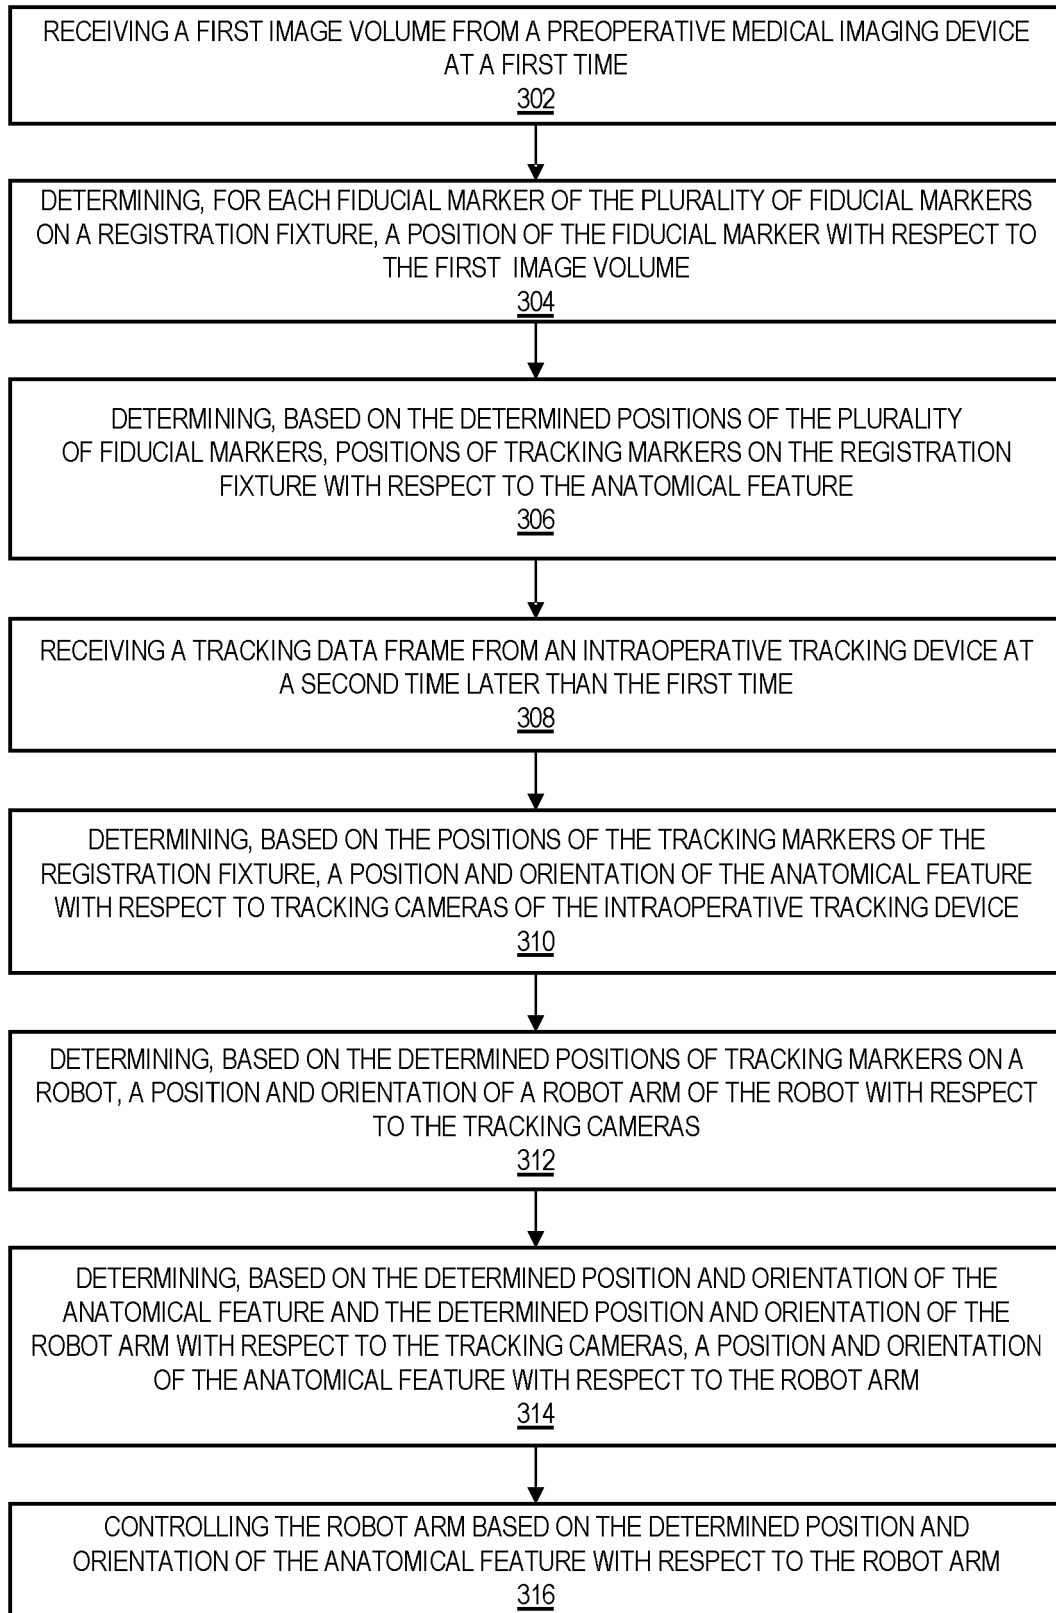 RECEIVING A FIRST IMAGE VOLUME FROM A PREOPERATIVE MEDICAL IMAGING DEVICE
AT A FIRST TIME
302
DETERMINING, FOR EACH FIDUCIAL MARKER OF THE PLURALITY OF FIDUCIAL MARKERS
ON A REGISTRATION FIXTURE, A POSITION OF THE FIDUCIAL MARKER WITH RESPECT TO
THE FIRST IMAGE VOLUME
304
DETERMINING, BASED ON THE DETERMINED POSITIONS OF THE PLURALITY
OF FIDUCIAL MARKERS, POSITIONS OF TRACKING MARKERS ON THE REGISTRATION
FIXTURE WITH RESPECT TO THE ANATOMICAL FEATURE
306
RECEIVING A TRACKING DATA FRAME FROM AN INTRAOPERATIVE TRACKING DEVICE AT
A SECOND TIME LATER THAN THE FIRST TIME
308
DETERMINING, BASED ON THE POSITIONS OF THE TRACKING MARKERS OF THE
REGISTRATION FIXTURE, A POSITION AND ORIENTATION OF THE ANATOMICAL FEATURE
WITH RESPECT TO TRACKING CAMERAS OF THE INTRAOPERATIVE TRACKING DEVICE
310
DETERMINING, BASED ON THE DETERMINED POSITIONS OF TRACKING MARKERS ON A
ROBOT, A POSITION AND ORIENTATION OF A ROBOT ARM OF THE ROBOT WITH RESPECT
TO THE TRACKING CAMERAS
312
DETERMINING, BASED ON THE DETERMINED POSITION AND ORIENTATION OF THE
ANATOMICAL FEATURE AND THE DETERMINED POSITION AND ORIENTATION OF THE
ROBOT ARM WITH RESPECT TO THE TRACKING CAMERAS, A POSITION AND ORIENTATION
OF THE ANATOMICAL FEATURE WITH RESPECT TO THE ROBOT ARM
314
CONTROLLING THE ROBOT ARM BASED ON THE DETERMINED POSITION AND
ORIENTATION OF THE ANATOMICAL FEATURE WITH RESPECT TO THE ROBOT ARM
316